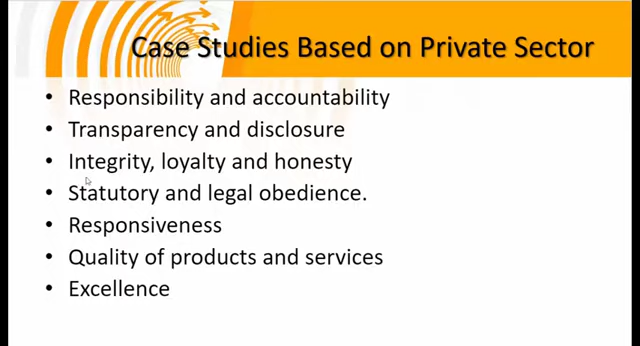 Case Studies Based on Private Sector
• Responsibility and accountability
• Transparency and disclosure
• Integrity, loyalty and honesty
• Statutory and legal obedience.
• Responsiveness
• Quality of products and services
• Excellence